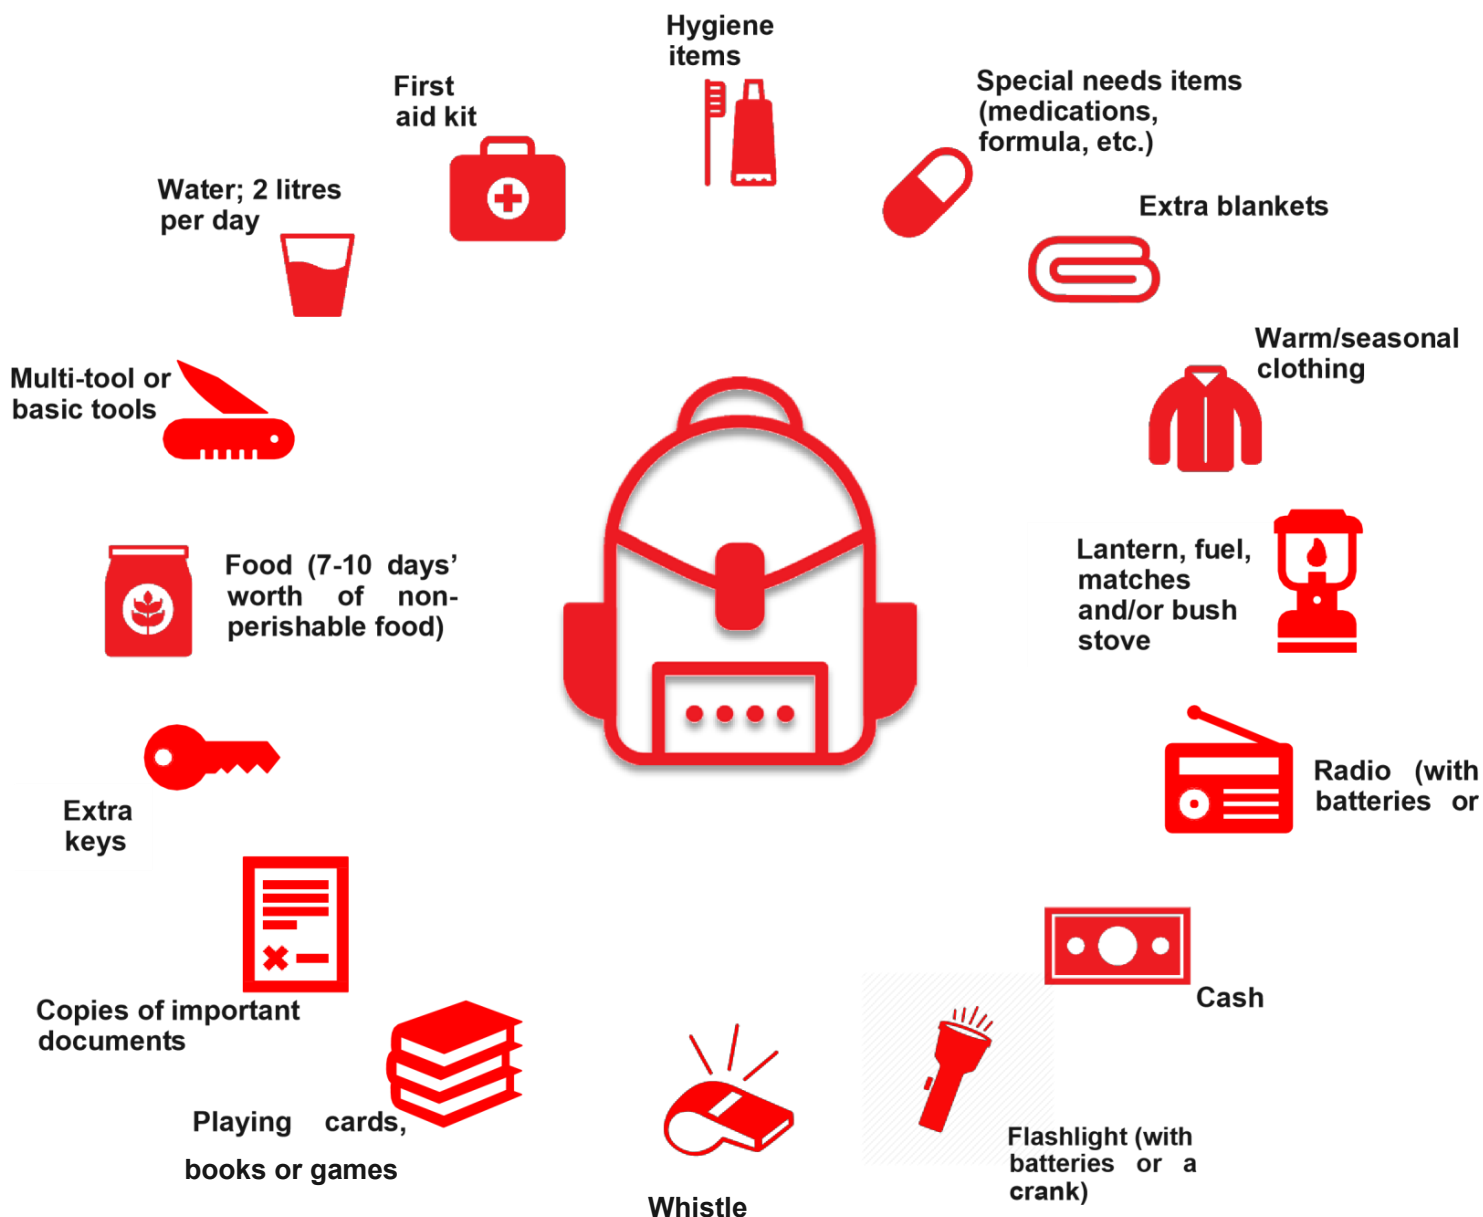 Hygiene
items
First
aid kit
Special needs items
(medications,
formula, etc.)
Water; 2 litres
per day
Extra blankets
Warm/seasonal
clothing
Multi-tool or
basic tools
Lantern, fuel,
matches
and/or bush
stove
Food (7-10 days’
worth of non-
perishable food)
Radio (with
batteries or
Extra
keys
Cash
Copies of important
documents
Playing cards,
books or games
Flashlight (with
batteries or a
crank)
Whistle